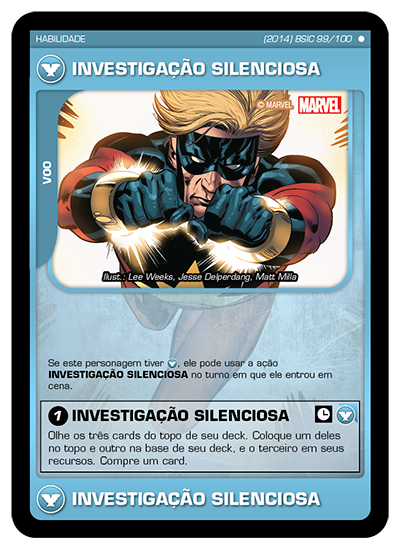 HABILIDADE (2014) BSIC 99/100
INVESTIGAÇÃO SILENCIOSA
© MARVEL MARVEL
VOO
Ilust.: Lee Weeks, Jesse Delperdang, Matt Milla
Se este personagem tiver , ele pode usar a ação
INVESTIGAÇÃO SILENCIOSA no turno em que ele entrou em
cena.
1 INVESTIGAÇÃO SILENCIOSA
Olhe os três cards do topo de seu deck. Coloque um deles
no topo e outro na base de seu deck, e o terceiro em seus
recursos. Compre um card.
INVESTIGAÇÃO SILENCIOSA